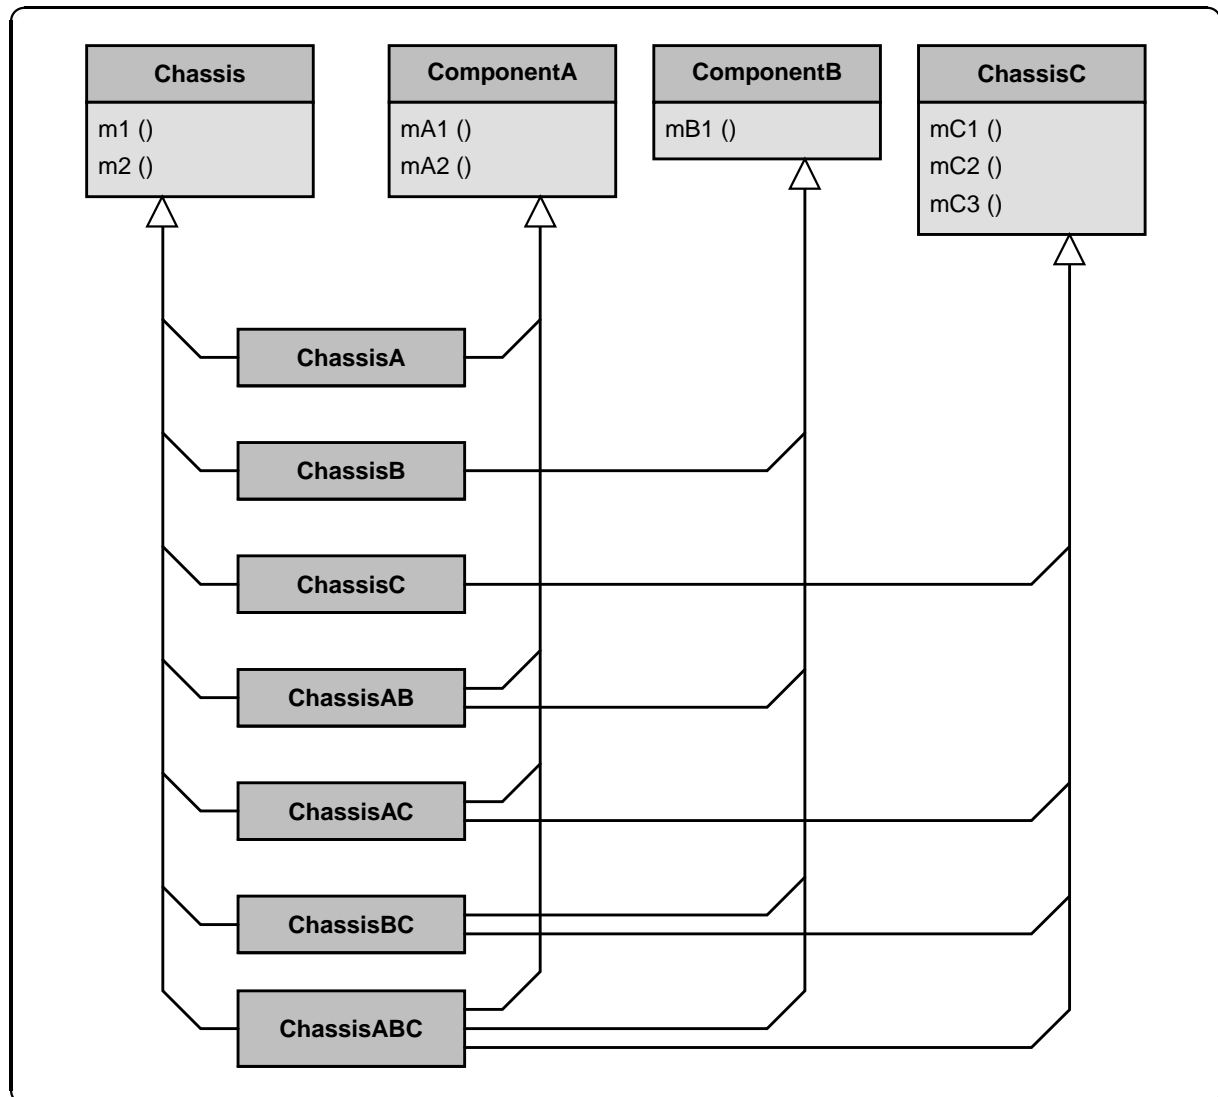 Chassis
m1 ()
m2 ()
ComponentA
mA1 ()
mA2 ()
ComponentB
mB1 ()
ChassisC
mC1 ()
mC2 ()
mC3 ()
ChassisA
ChassisB
ChassisC
ChassisAB
ChassisAC
ChassisBC
ChassisABC